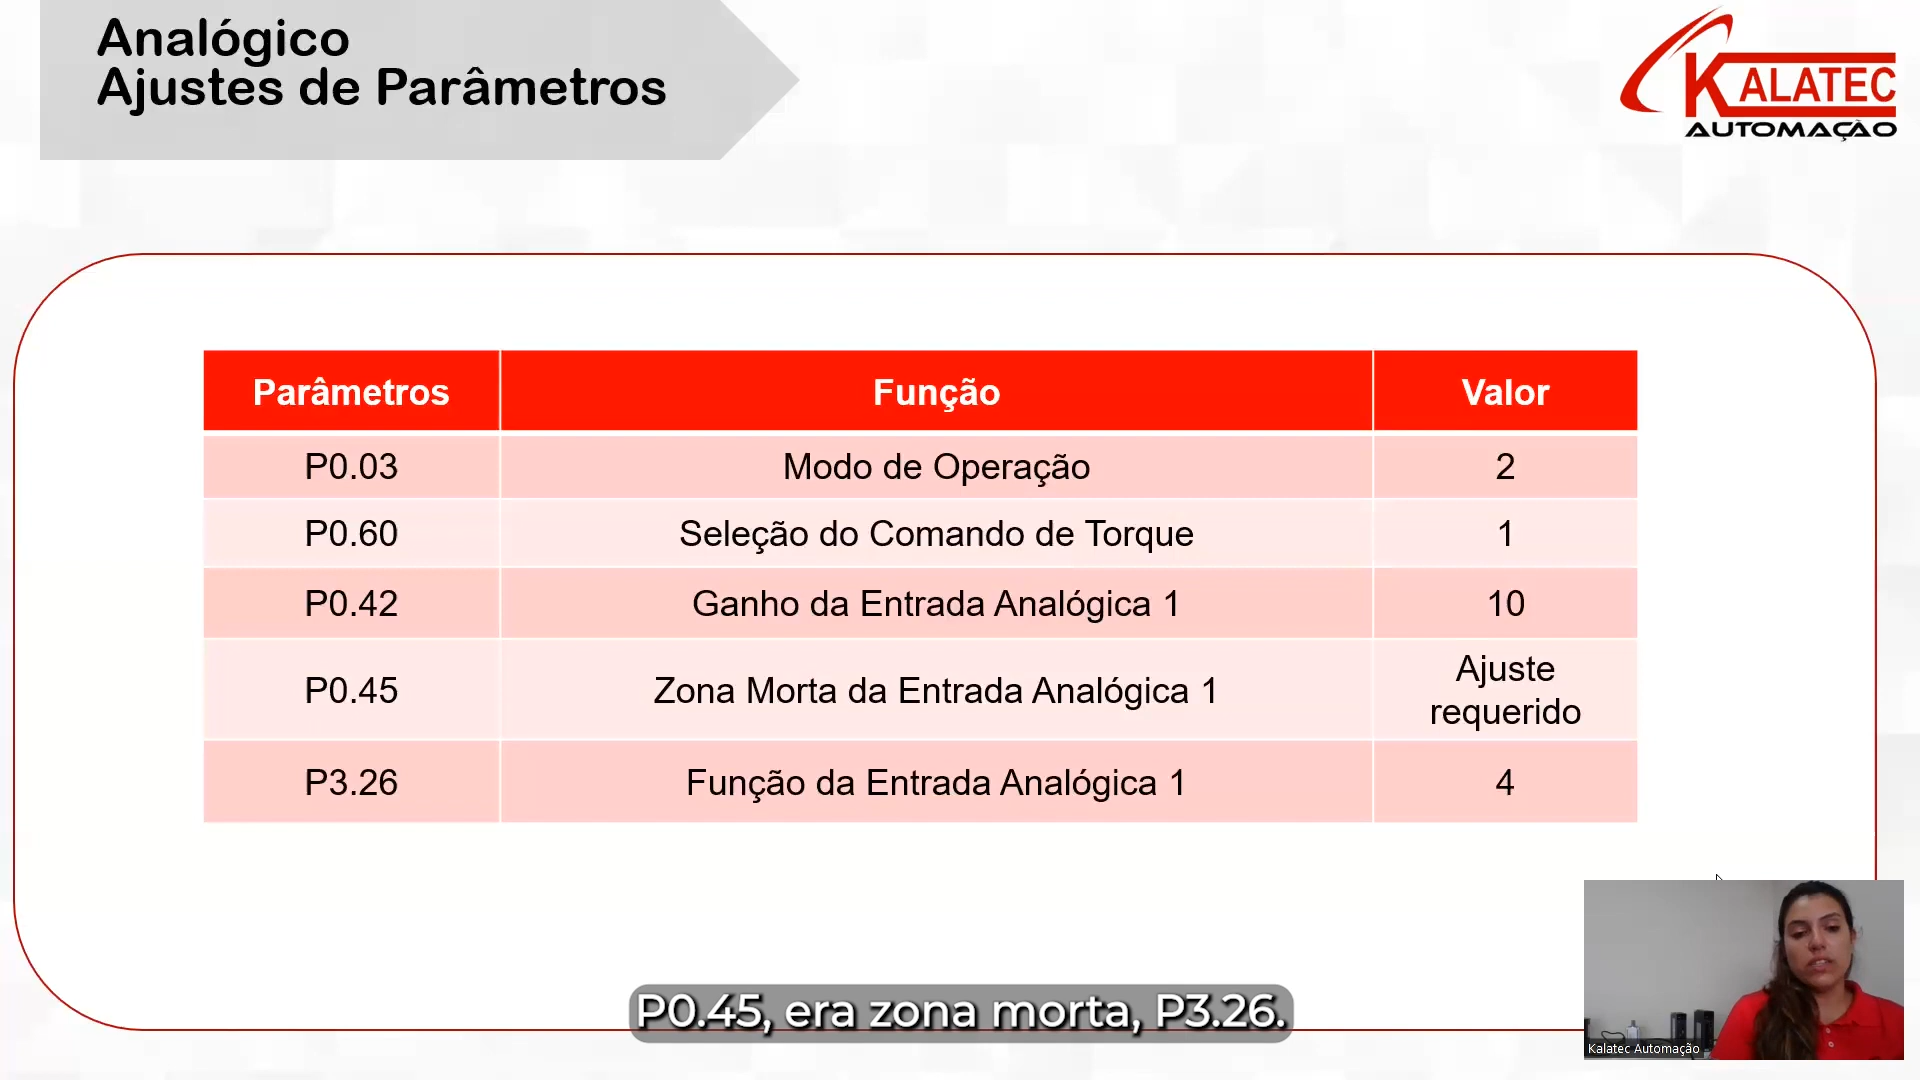 Analógico
Ajustes de Parâmetros
KALATEC
AUTOMAÇÃO
Parâmetros Função Valor
P0.03 Modo de Operação 2
P0.60 Seleção do Comando de Torque 1
P0.42 Ganho da Entrada Analógica 1 10
P0.45 Zona Morta da Entrada Analógica 1 Ajuste
requerido
P3.26 Função da Entrada Analógica 1 4
P0.45, era zona morta, P3.26.
Kalatec Automação